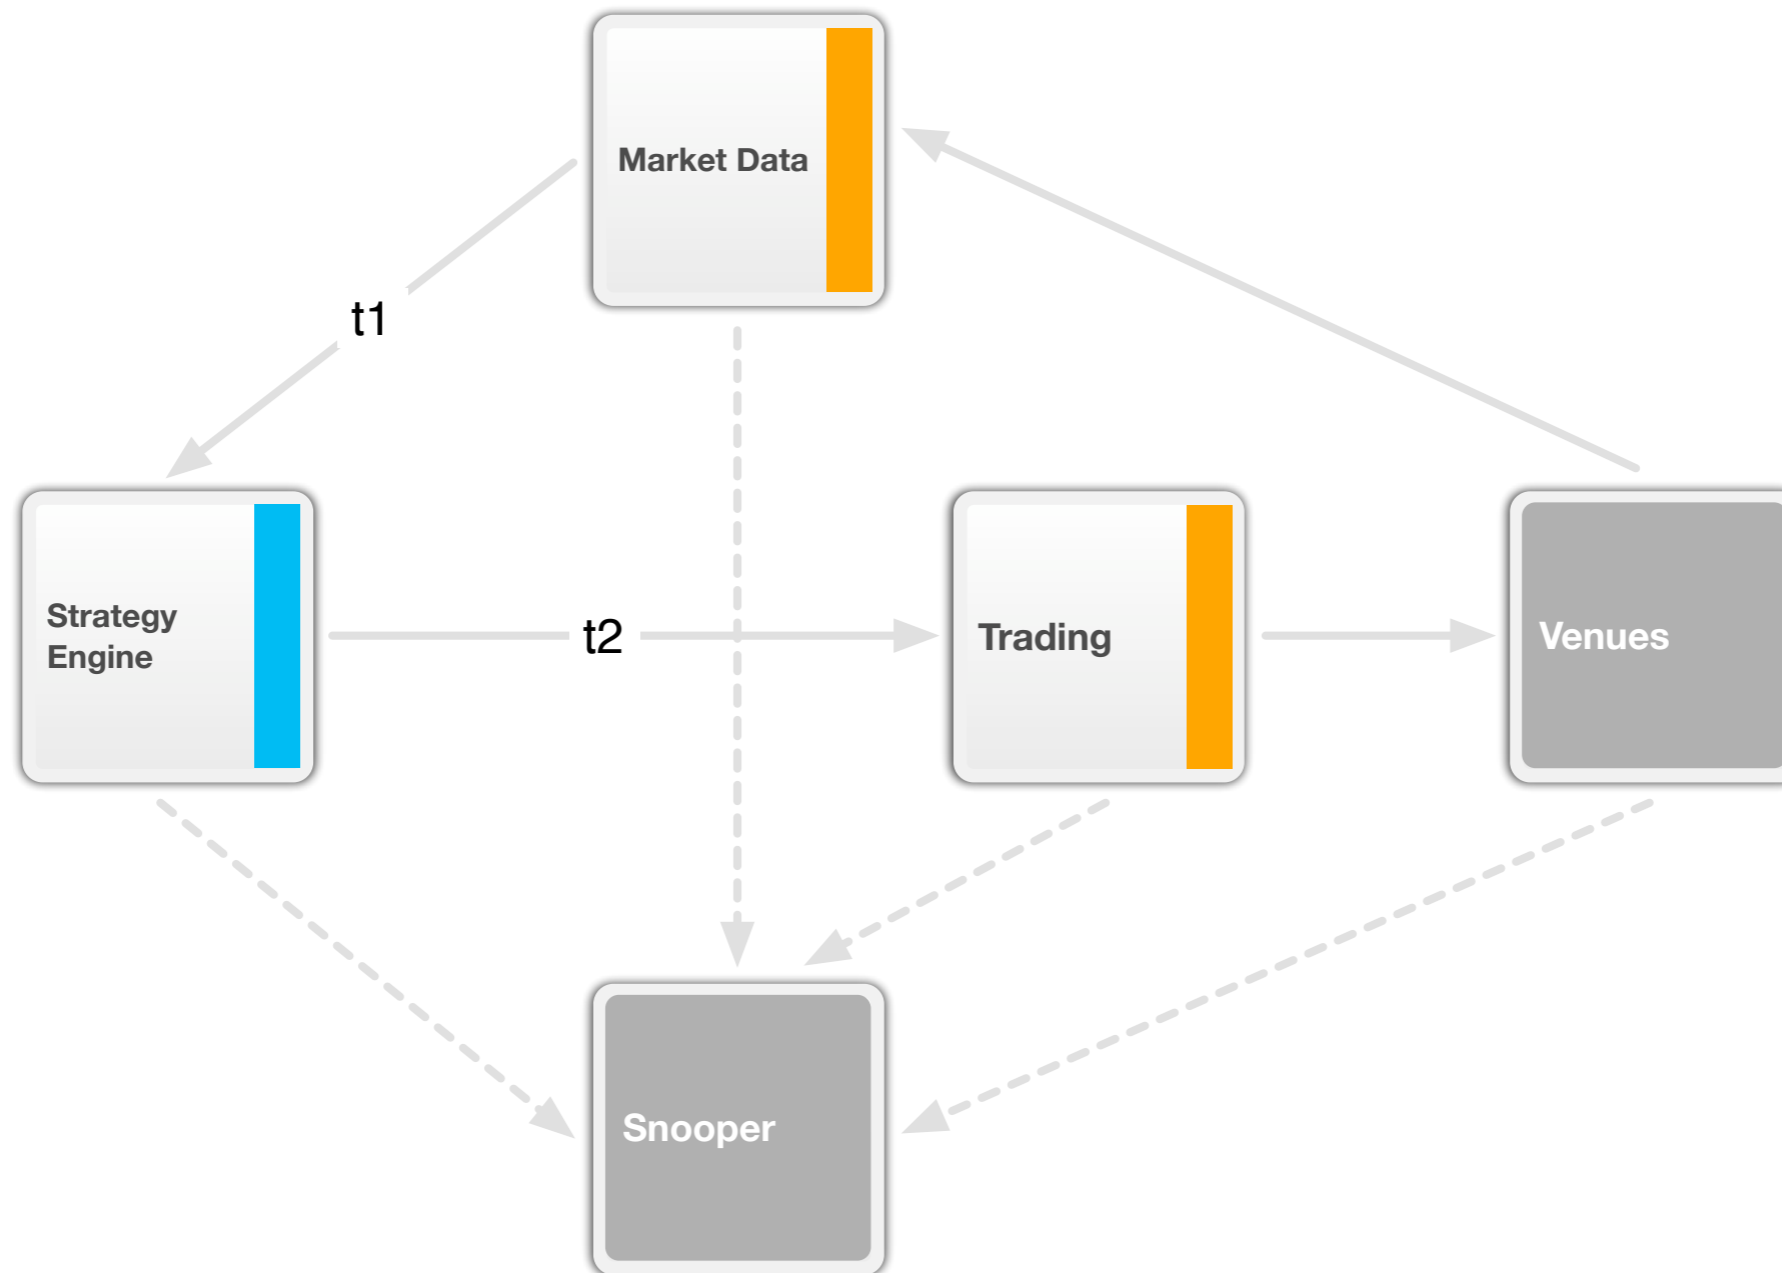 Market Data
t1
Strategy
Engine
t2
Trading
Venues
Snooper